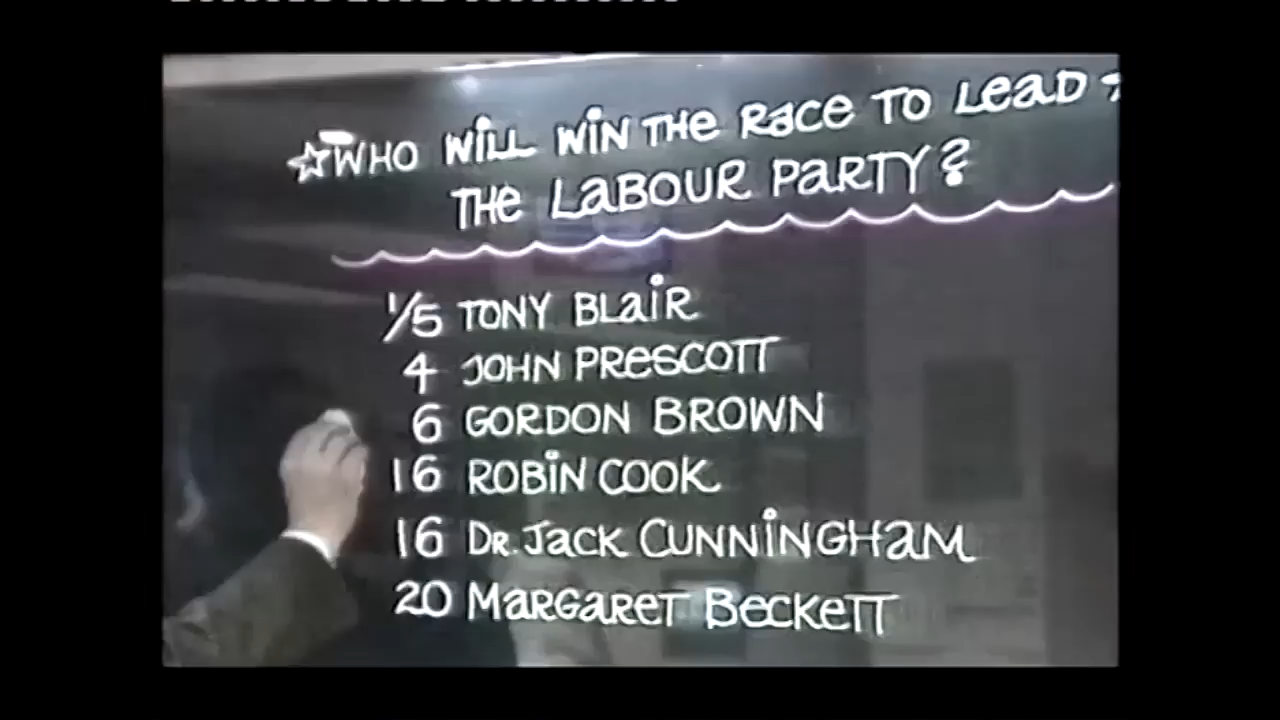 ☆WHO WILL WIN THE RACE TO LEAD
THE LABOUR PARTY?
1/5 TONY BLAIR
4 JOHN PRESCOTT
6 GORDON BROWN
16 ROBIN COOK
16 DR. JACK CUNNINGHAM
20 MARGARET BECKETT